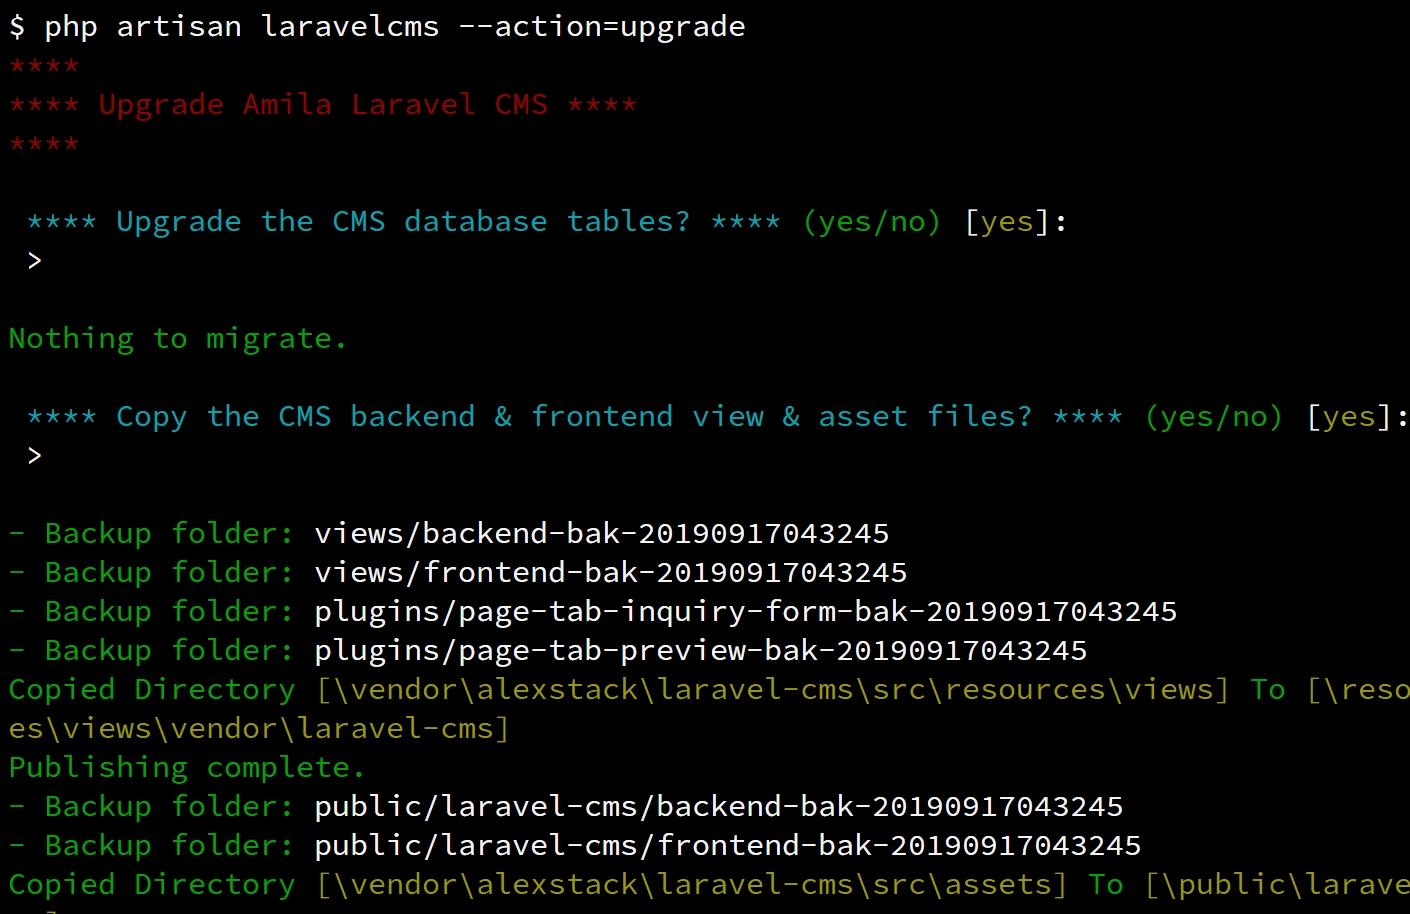 $ php artisan laravelcms --action=upgrade
****
**** Upgrade Amila Laravel CMS ****
****
**** Upgrade the CMS database tables? **** (yes/no) [yes]:
>
Nothing to migrate.
**** Copy the CMS backend & frontend view & asset files? **** (yes/no) [yes]:
>
- Backup folder: views/backend-bak-20190917043245
- Backup folder: views/frontend-bak-20190917043245
- Backup folder: plugins/page-tab-inquiry-form-bak-20190917043245
- Backup folder: plugins/page-tab-preview-bak-20190917043245
Copied Directory [\vendor\alexstack\laravel-cms\src\resources\views] To [\reso
es\views\vendor\laravel-cms]
Publishing complete.
- Backup folder: public/laravel-cms/backend-bak-20190917043245
- Backup folder: public/laravel-cms/frontend-bak-20190917043245
Copied Directory [\vendor\alexstack\laravel-cms\src\assets] To [\public\larave